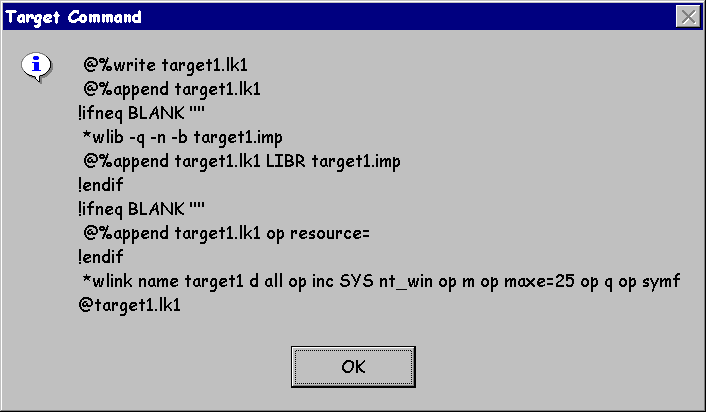 Target Command
@%write target1.lk1
@%append target1.lk1
!ifneq BLANK ""
*wlib -q -n -b target1.imp
@%append target1.lk1 LIBR target1.imp
!endif
!ifneq BLANK ""
@%append target1.lk1 op resource=
!endif
*wlink name target1 d all op inc SYS nt_win op m op maxe=25 op q op symf
@target1.lk1
OK